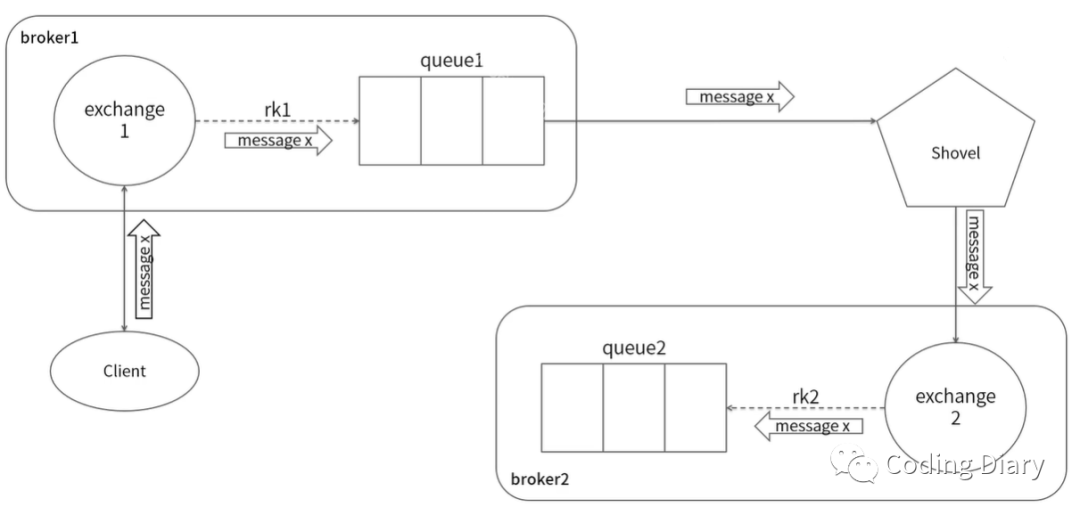 broker1
exchange
1
rk1
message x
queue1
message x
Shovel
message x
Client
message x
queue2
rk2
message x
exchange
2
broker2
Coding Diary